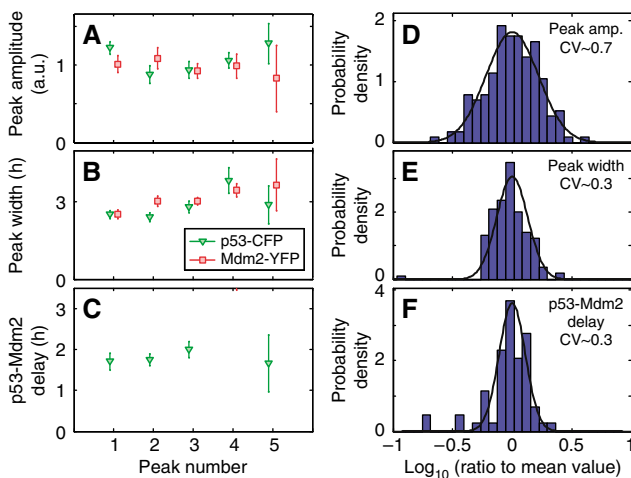 A
Peak amplitude
(a.u.)
1
0
B
Peak width (h)
3
0
p53-CFP
Mdm2-YFP
C
p53-Mdm2
delay (h)
3
2
1
0
1 2 3 4 5
Peak number
D
Peak amp.
CV~0.7
Probability
density
2
1
0
E
Peak width
CV~0.3
Probability
density
2
0
F
p53-Mdm2
delay
CV~0.3
Probability
density
4
2
0
−1 −0.5 0 0.5 1
Log10 (ratio to mean value)